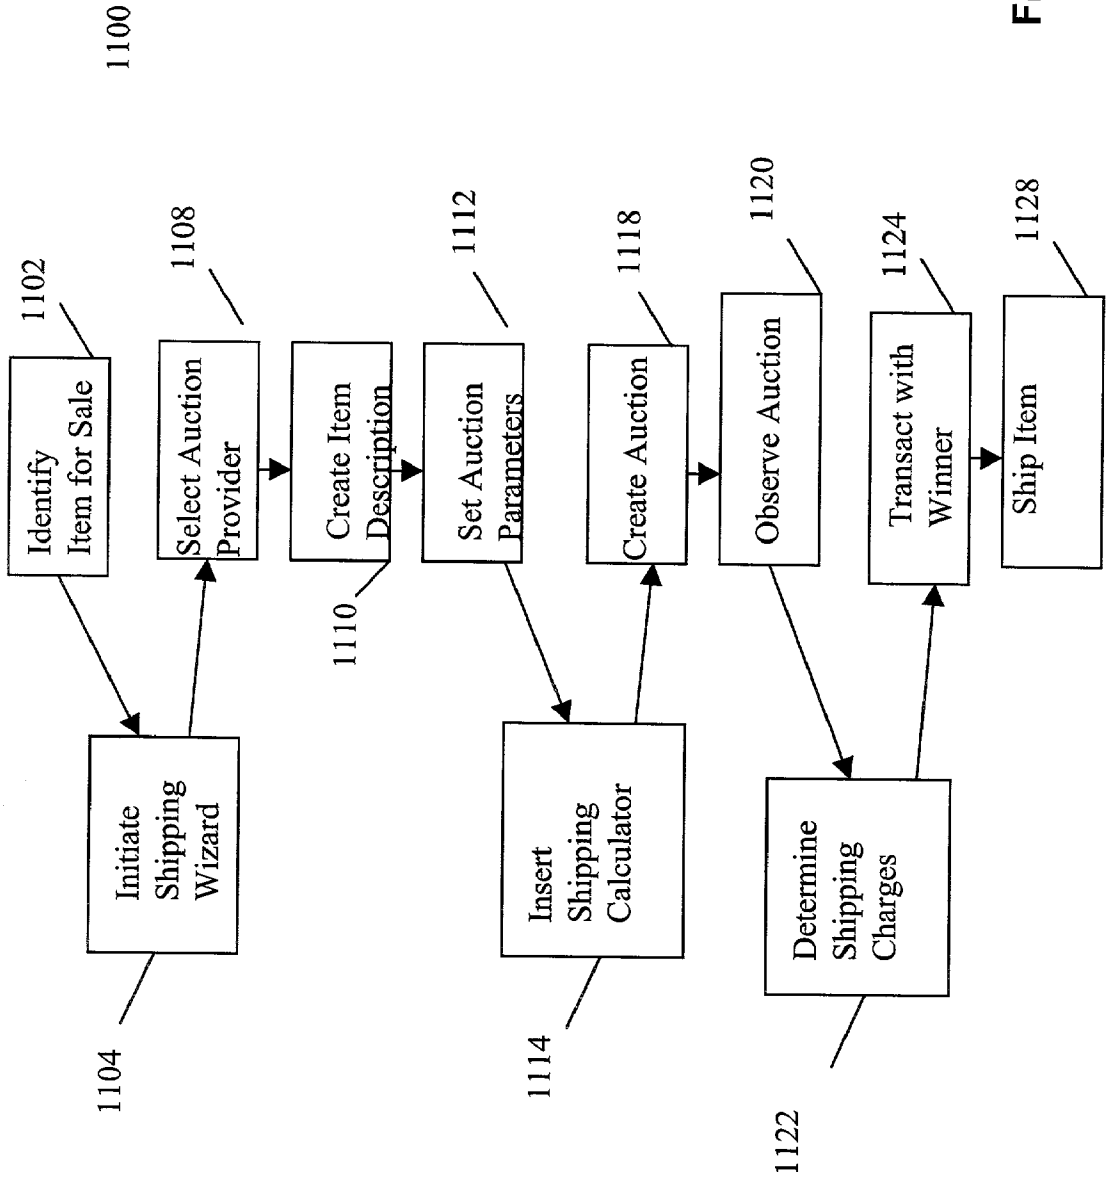 1100
1102
Identify
Item for Sale
1104
Initiate
Shipping
Wizard
1108
Select Auction
Provider
1110
Create Item
Description
1112
Set Auction
Parameters
1114
Insert
Shipping
Calculator
1118
Create Auction
1120
Observe Auction
1122
Determine
Shipping
Charges
1124
Transact with
Winner
1128
Ship Item